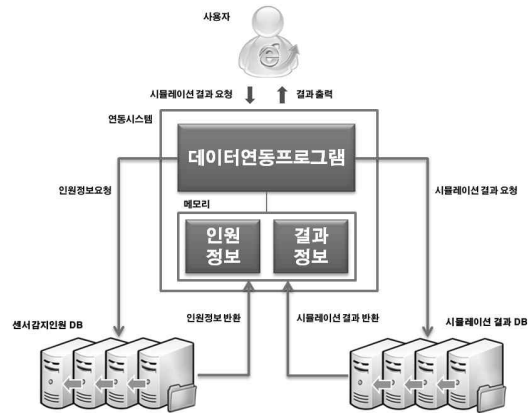 사용자
시뮬레이션 결과 요청
결과 출력
연동시스템
데이터연동프로그램
인원정보요청
시뮬레이션 결과 요청
메모리
인원
정보
결과
정보
센서감지인원 DB
인원정보 반환
시뮬레이션 결과 반환
시뮬레이션 결과 DB